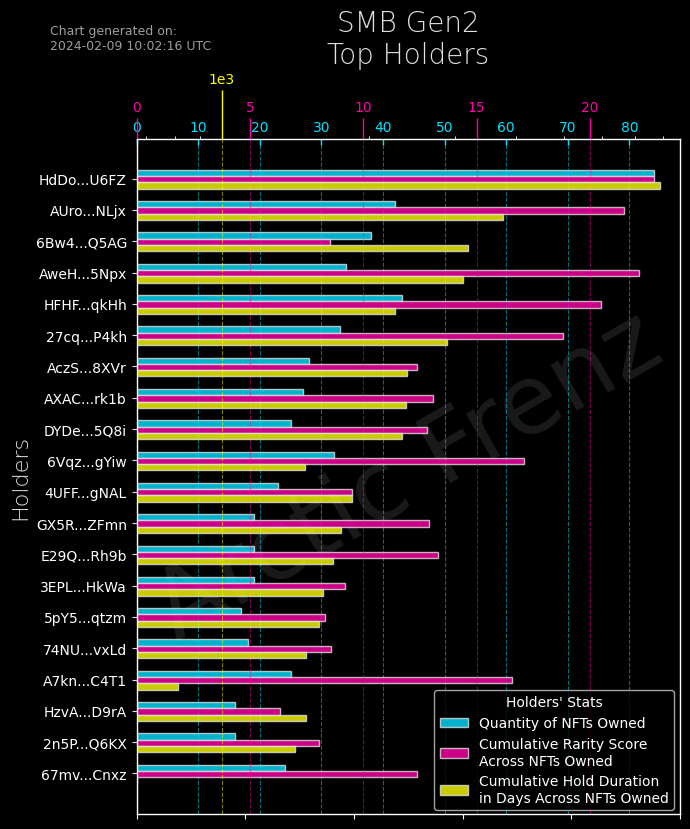 Chart generated on:
2024-02-09 10:02:16 UTC
SMB Gen2
Top Holders
1e3
0 5 10 15 20
0 10 20 30 40 50 60 70 80
Holders
HdDo...U6FZ
AUro...NLjx
6Bw4...Q5AG
AweH...5Npx
HFHF...qkHh
27cq...P4kh
AczS...8XVr
AXAC...rk1b
DYDe...5Q8i
6Vqz...gYiw
4UFF...gNAL
GX5R...ZFmn
E29Q...Rh9b
3EPL...HkWa
5pY5...qtzm
74NU...vxLd
A7kn...C4T1
HzvA...D9rA
2n5P...Q6KX
67mv...Cnxz
Arctic Frenz
Holders' Stats
Quantity of NFTs Owned
Cumulative Rarity Score
Across NFTs Owned
Cumulative Hold Duration
in Days Across NFTs Owned